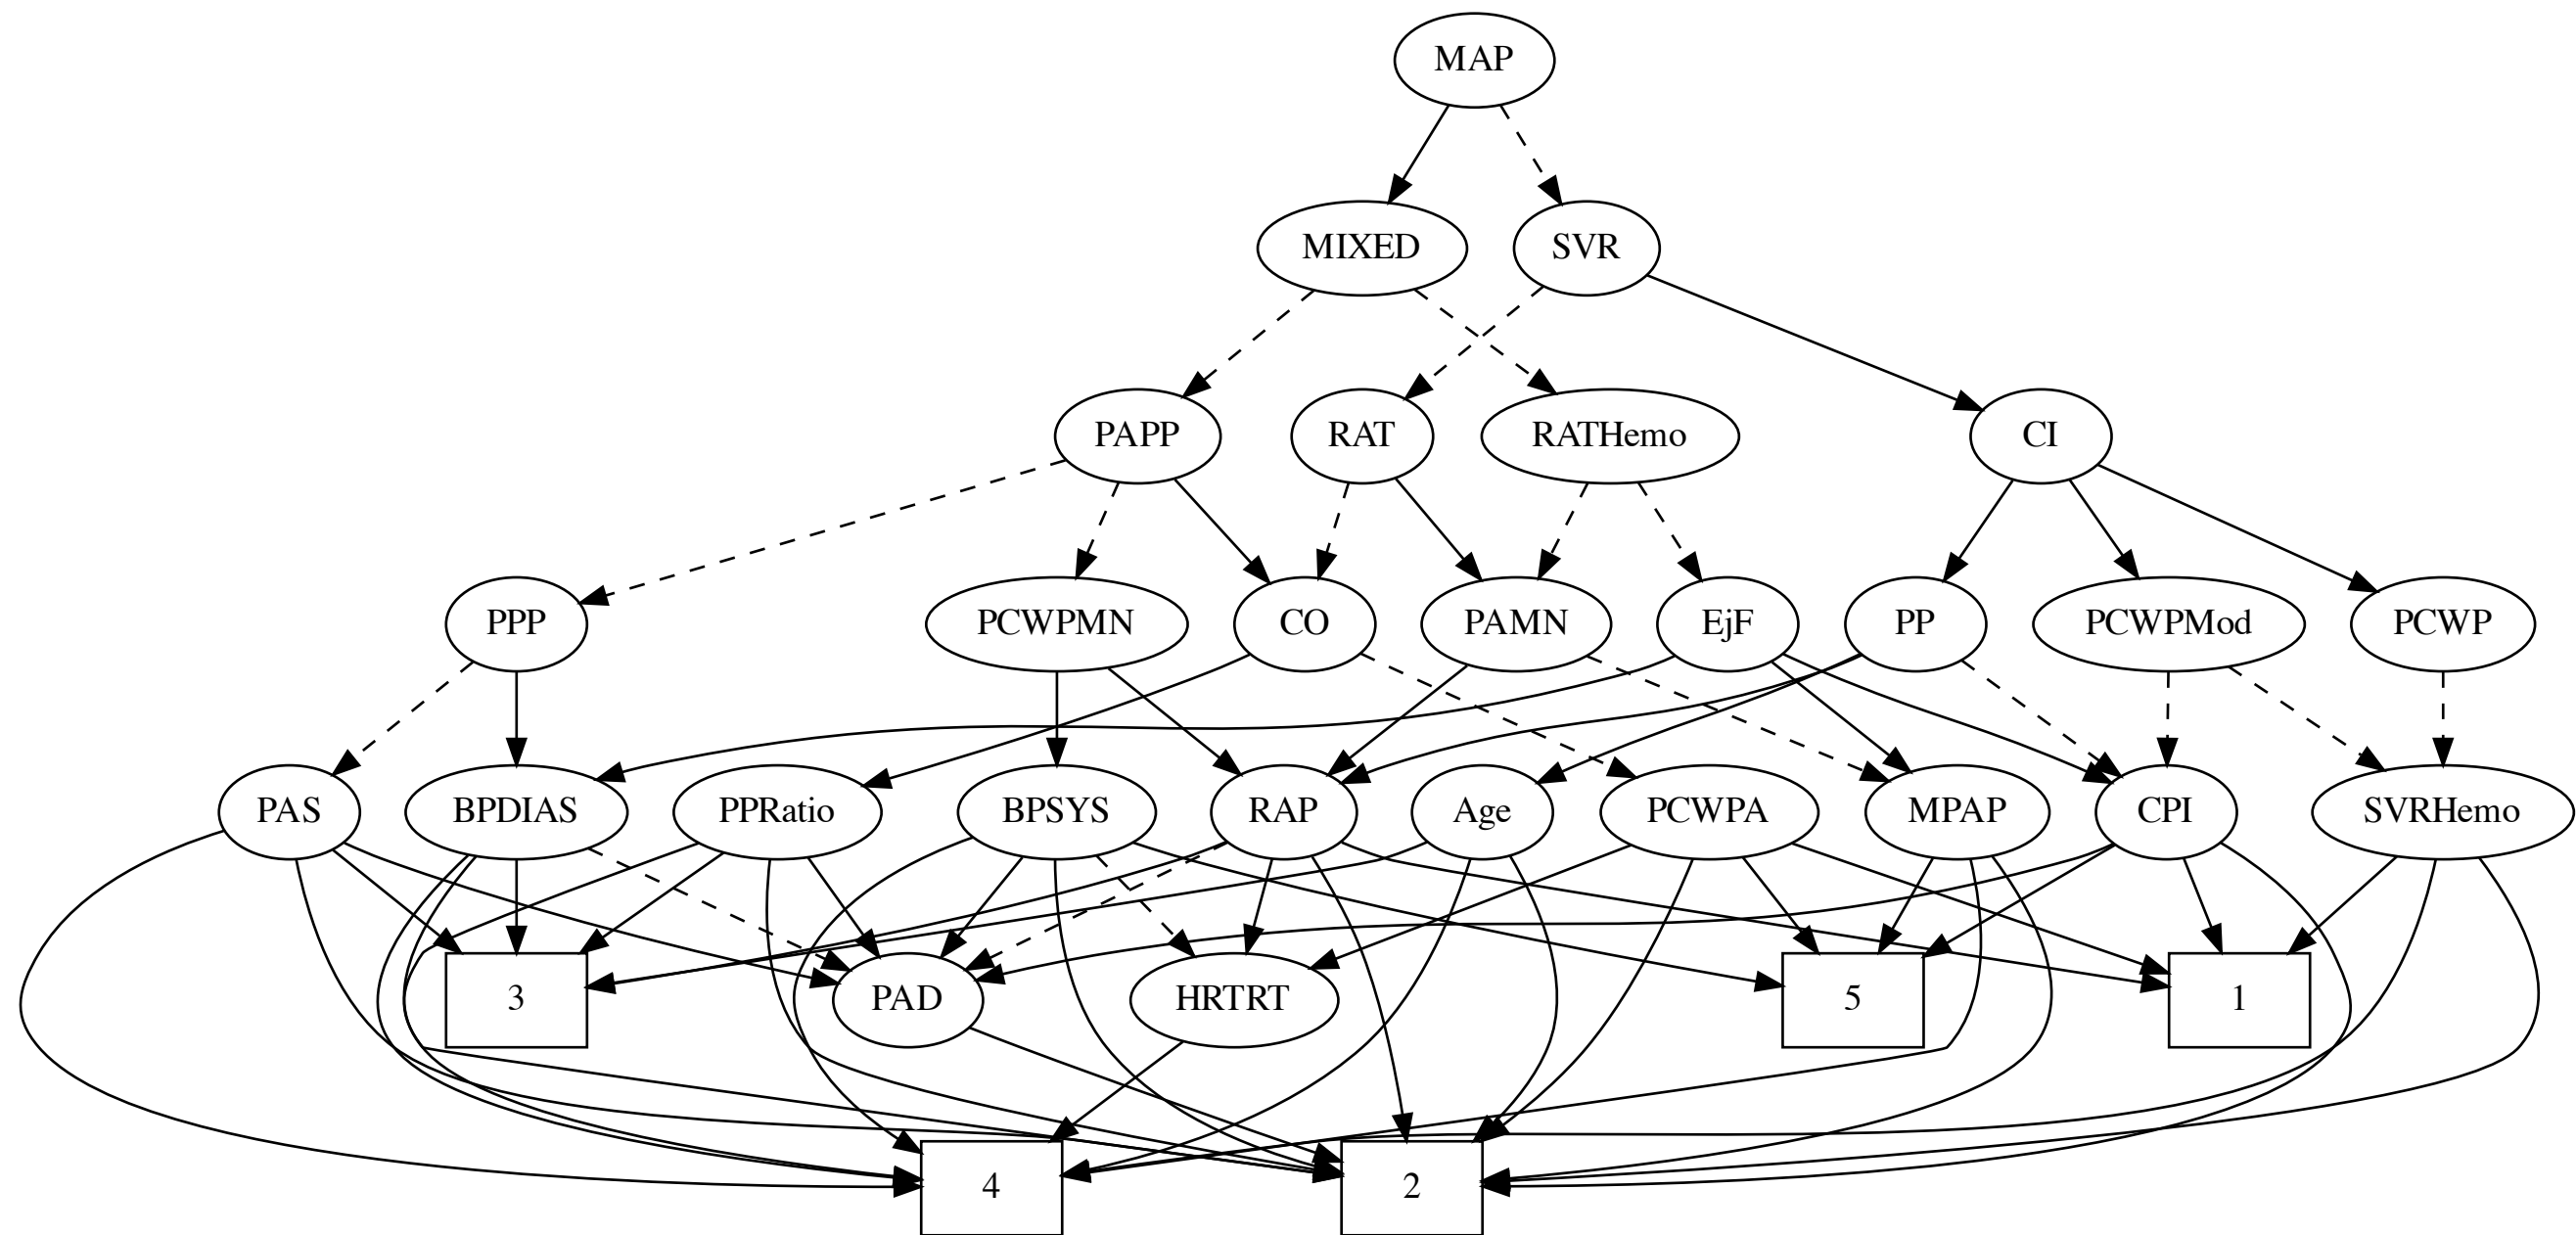 MAP
MIXED
SVR
PAPP
RAT
RATHemo
CI
PPP
PCWPMN
CO
PAMN
EjF
PP
PCWPMod
PCWP
PAS
BPDIAS
PPRatio
BPSYS
RAP
Age
PCWPA
MPAP
CPI
SVRHemo
3
PAD
HRTRT
5
1
4
2